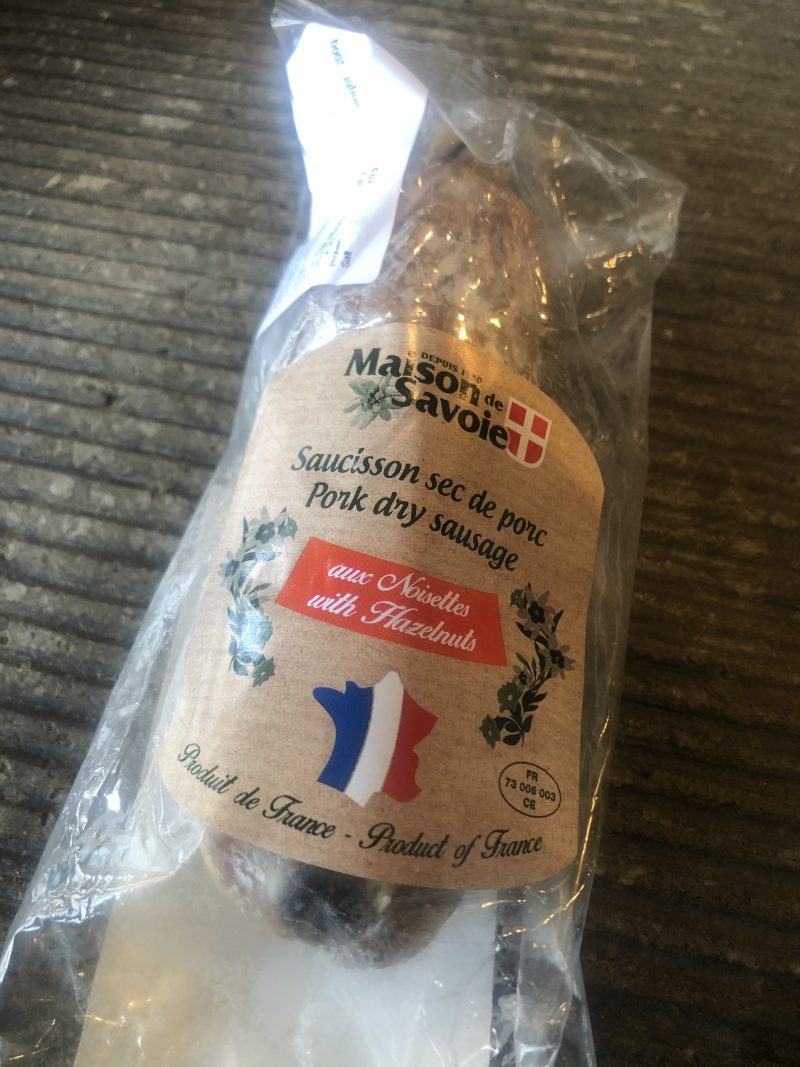 DEPUIS
Maison de
Savoie
Saucisson sec de porc
Pork dry sausage
aux Noisettes
with Hazelnuts
FR
73 006 003
CE
Produit de France - Product of France
Salt